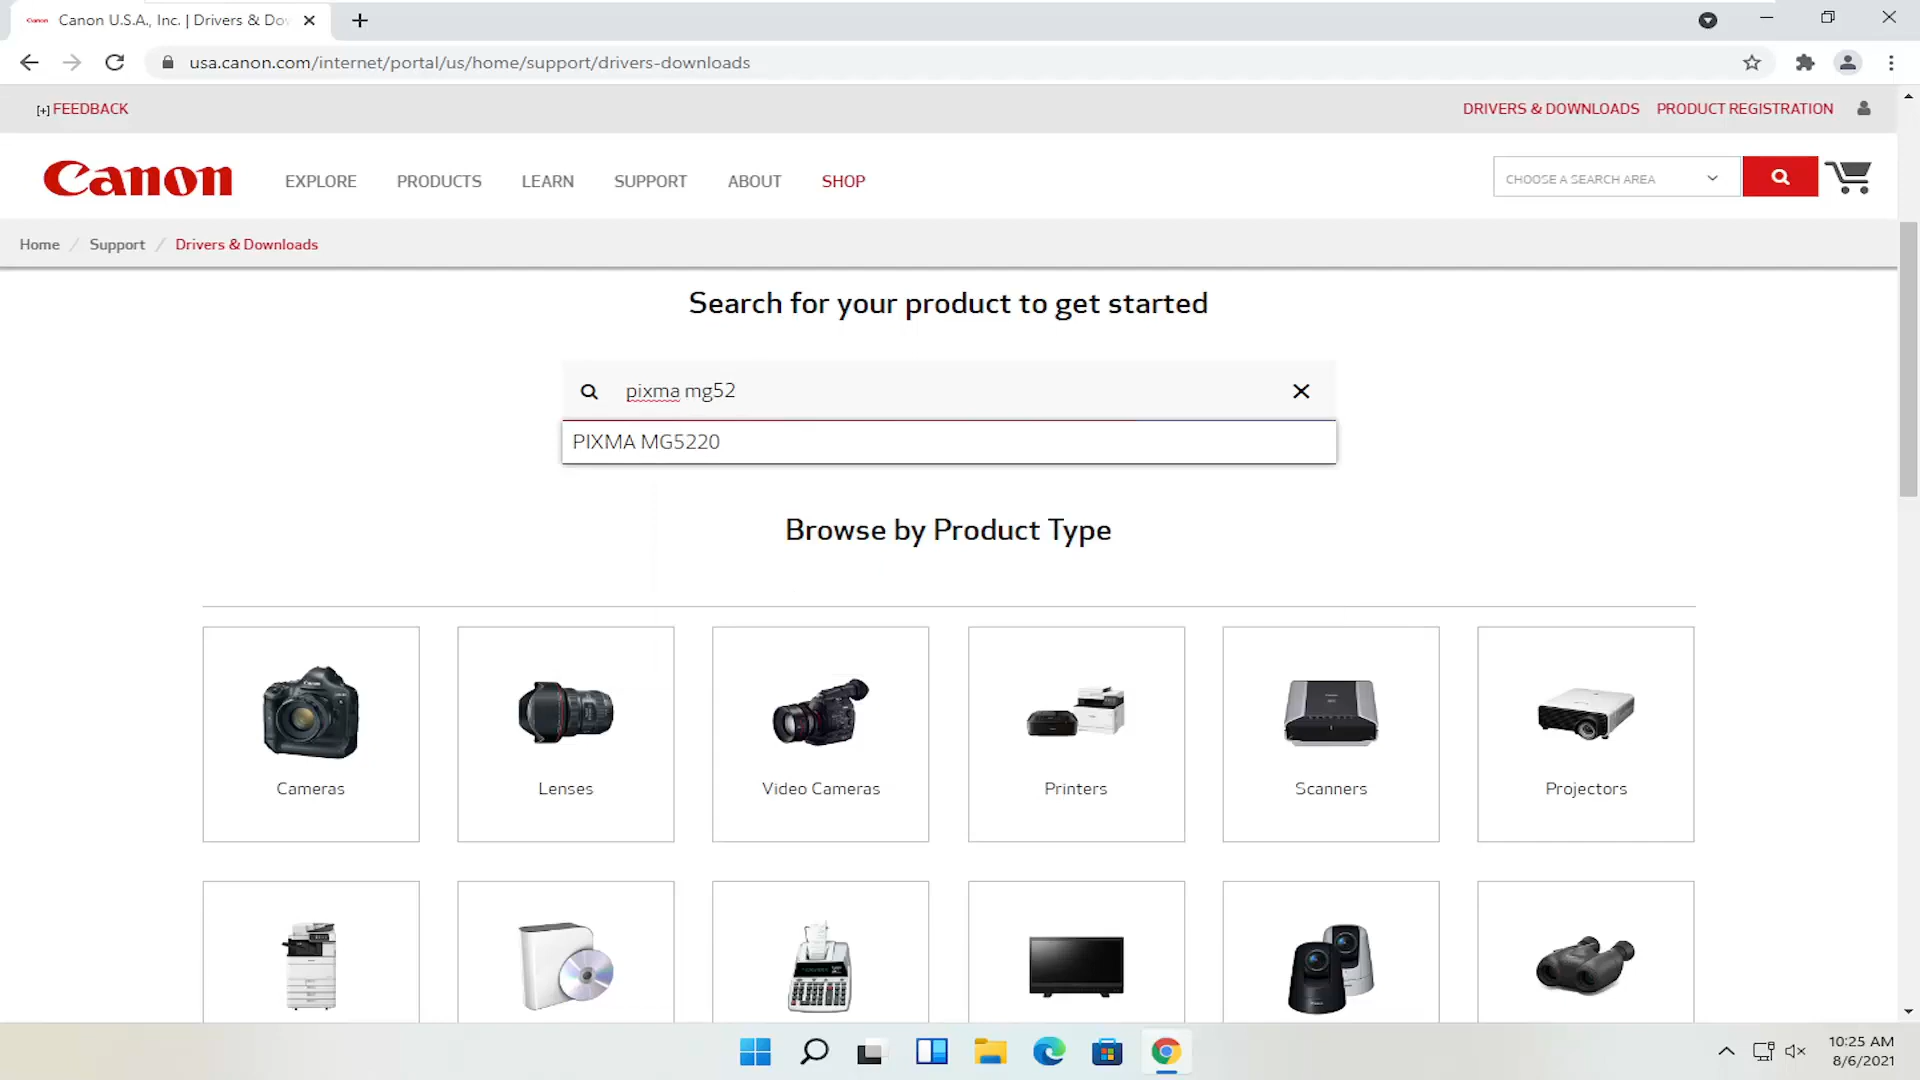 Canon U.S.A., Inc. | Drivers & Do
usa.canon.com/internet/portal/us/home/support/drivers-downloads
[+] FEEDBACK
DRIVERS & DOWNLOADS
PRODUCT REGISTRATION
Canon
EXPLORE
PRODUCTS
LEARN
SUPPORT
ABOUT
SHOP
CHOOSE A SEARCH AREA
Home / Support / Drivers & Downloads
Search for your product to get started
pixma mg52
PIXMA MG5220
Browse by Product Type
Cameras
Lenses
Video Cameras
Printers
Scanners
Projectors
10:25 AM
8/6/2021